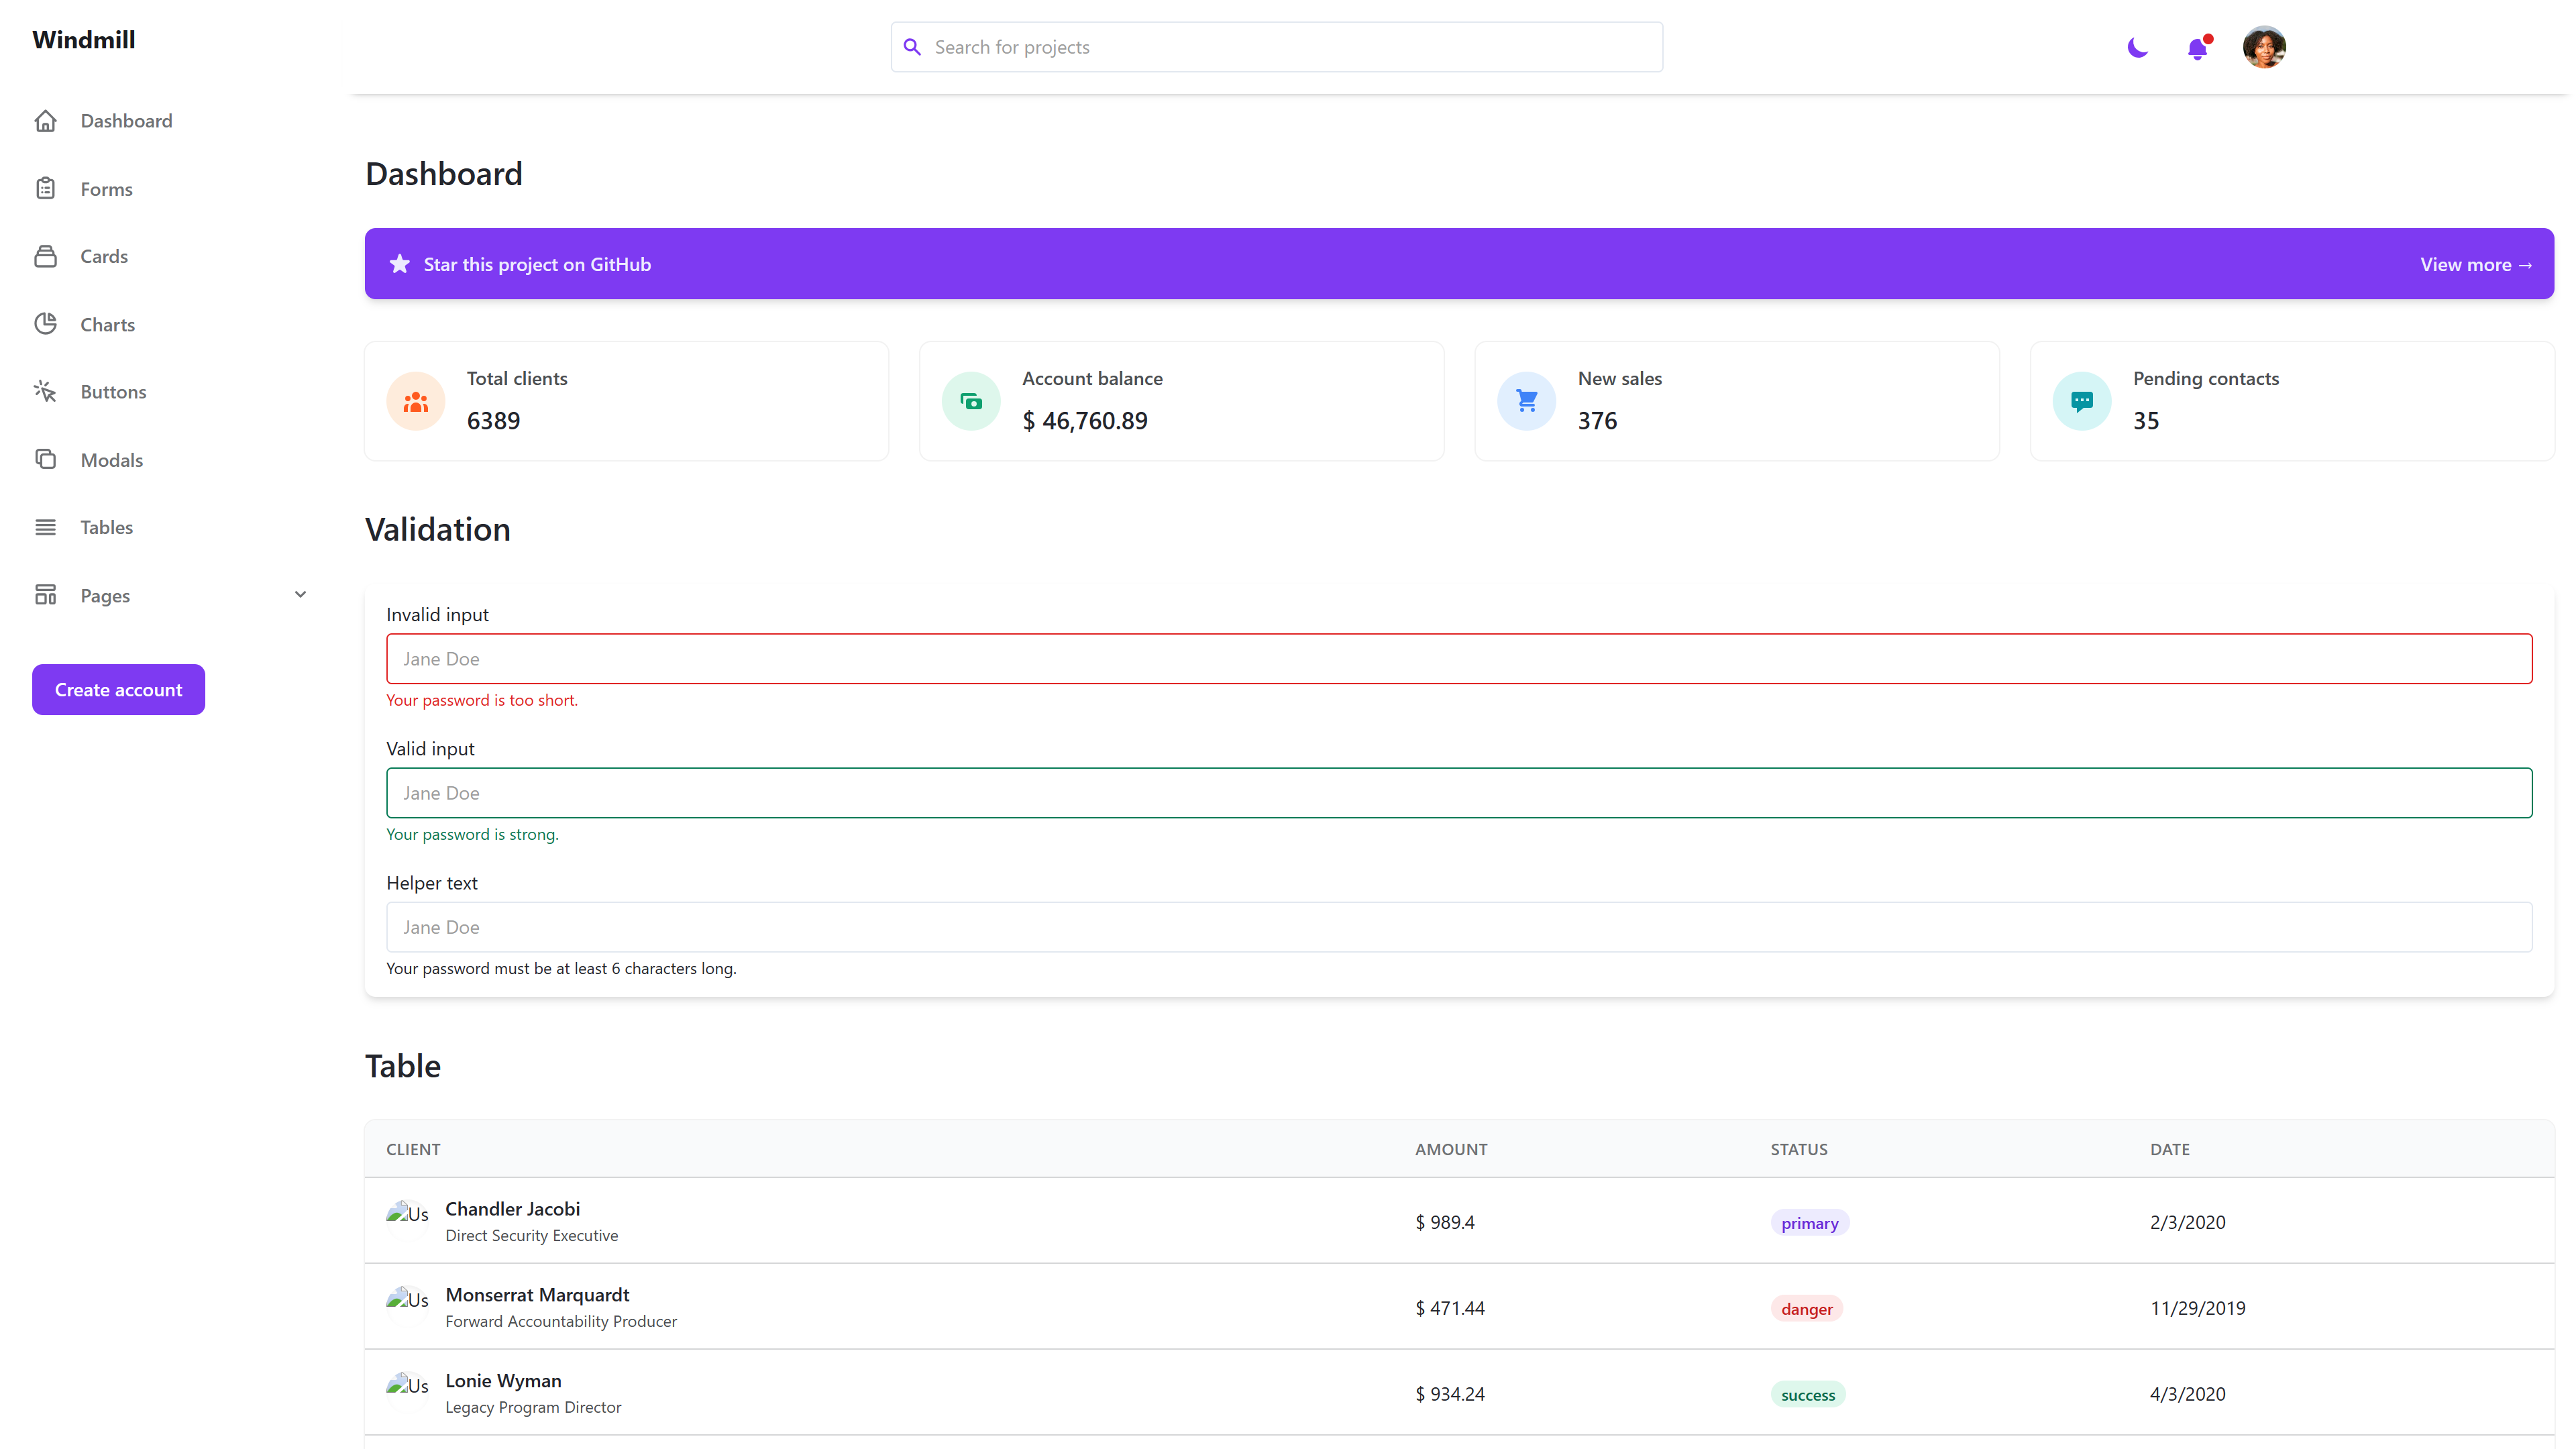 Windmill
Search for projects
Dashboard
Forms
Cards
Charts
Buttons
Modals
Tables
Pages
Create account
Dashboard
Star this project on GitHub
View more →
Total clients
6389
Account balance
$ 46,760.89
New sales
376
Pending contacts
35
Validation
Invalid input
Jane Doe
Your password is too short.
Valid input
Jane Doe
Your password is strong.
Helper text
Jane Doe
Your password must be at least 6 characters long.
Table
CLIENT AMOUNT STATUS DATE
Us Chandler Jacobi
Direct Security Executive
$ 989.4 primary 2/3/2020
Us Monserrat Marquardt
Forward Accountability Producer
$ 471.44 danger 11/29/2019
Us Lonie Wyman
Legacy Program Director
$ 934.24 success 4/3/2020